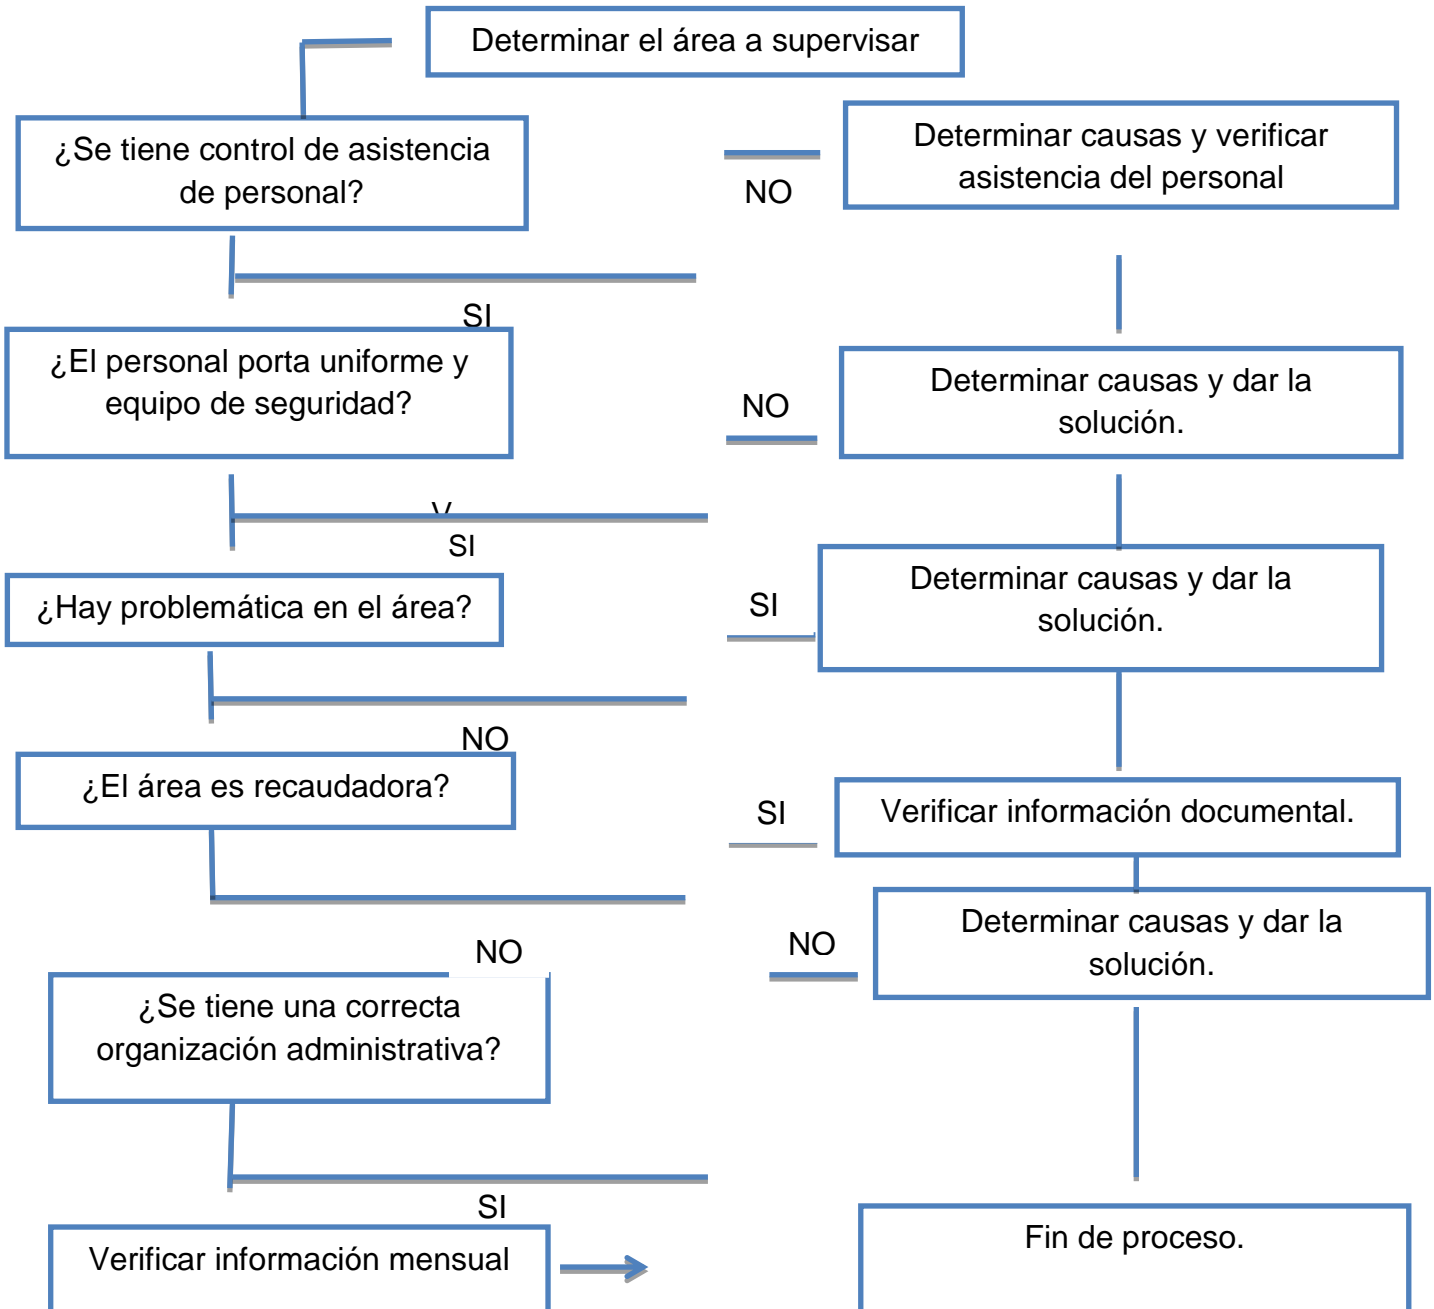 Determinar el área a supervisar
¿Se tiene control de asistencia
de personal?
NO
Determinar causas y verificar
asistencia del personal
SI
¿El personal porta uniforme y
equipo de seguridad?
NO
Determinar causas y dar la
solución.
V
SI
¿Hay problemática en el área?
SI
Determinar causas y dar la
solución.
NO
¿El área es recaudadora?
SI
Verificar información documental.
NO
¿Se tiene una correcta
organización administrativa?
NO
Determinar causas y dar la
solución.
SI
Verificar información mensual
Fin de proceso.